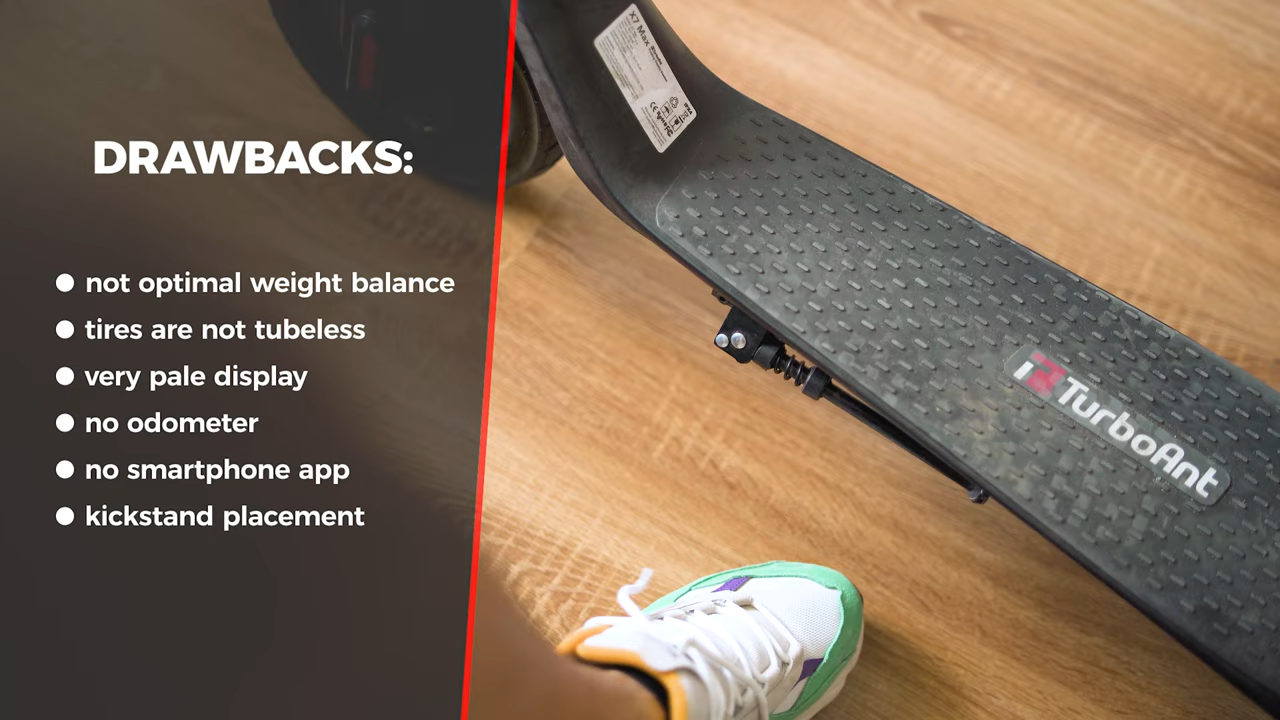 DRAWBACKS:
● not optimal weight balance
● tires are not tubeless
● very pale display
● no odometer
● no smartphone app
● kickstand placement
X7 Max
IP54
TurboAnt